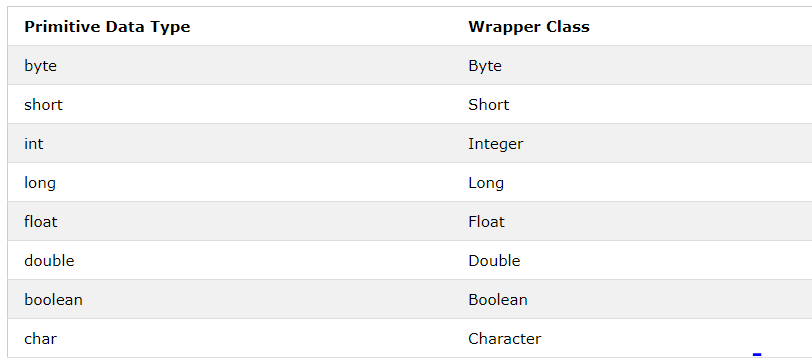 Primitive Data Type Wrapper Class
byte Byte
short Short
int Integer
long Long
float Float
double Double
boolean Boolean
char Character